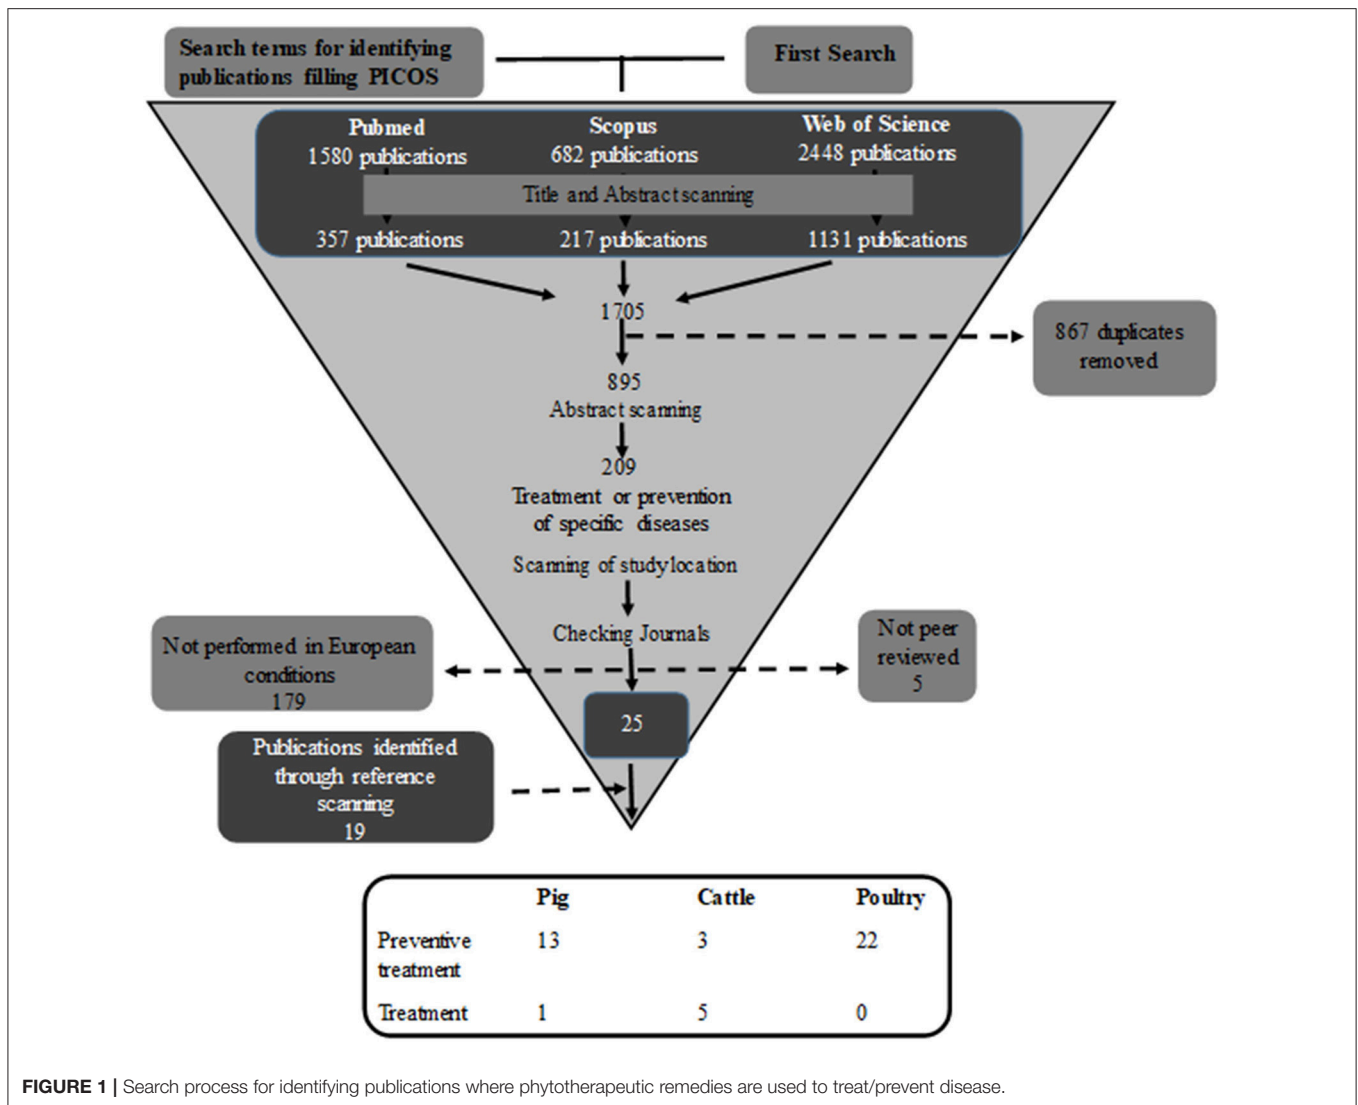 Search terms for identifying
publications filling PICOS
First Search
Pubmed
1580 publications
Scopus
682 publications
Web of Science
2448 publications
Title and Abstract scanning
357 publications
217 publications
1131 publications
1705
867 duplicates
removed
895
Abstract scanning
209
Treatment or prevention
of specific diseases
Scanning of study location
Checking Journals
Not performed in European
conditions
179
Not peer
reviewed
5
25
Publications identified
through reference
scanning
19
Pig Cattle Poultry
Preventive
treatment
13 3 22
Treatment 1 5 0
FIGURE 1 | Search process for identifying publications where phytotherapeutic remedies are used to treat/prevent disease.